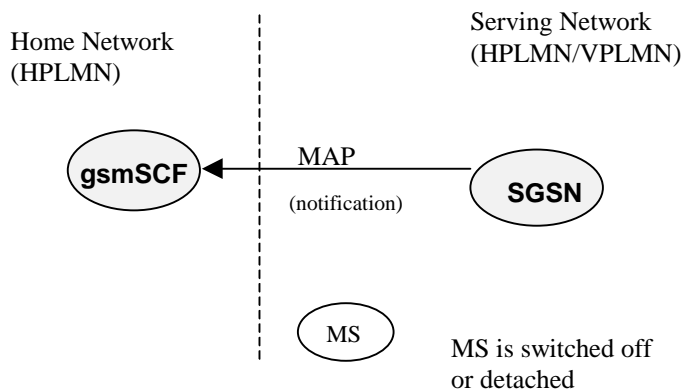 Home Network
(HPLMN)
Serving Network
(HPLMN/VPLMN)
gsmSCF
MAP
(notification)
SGSN
MS
MS is switched off
or detached